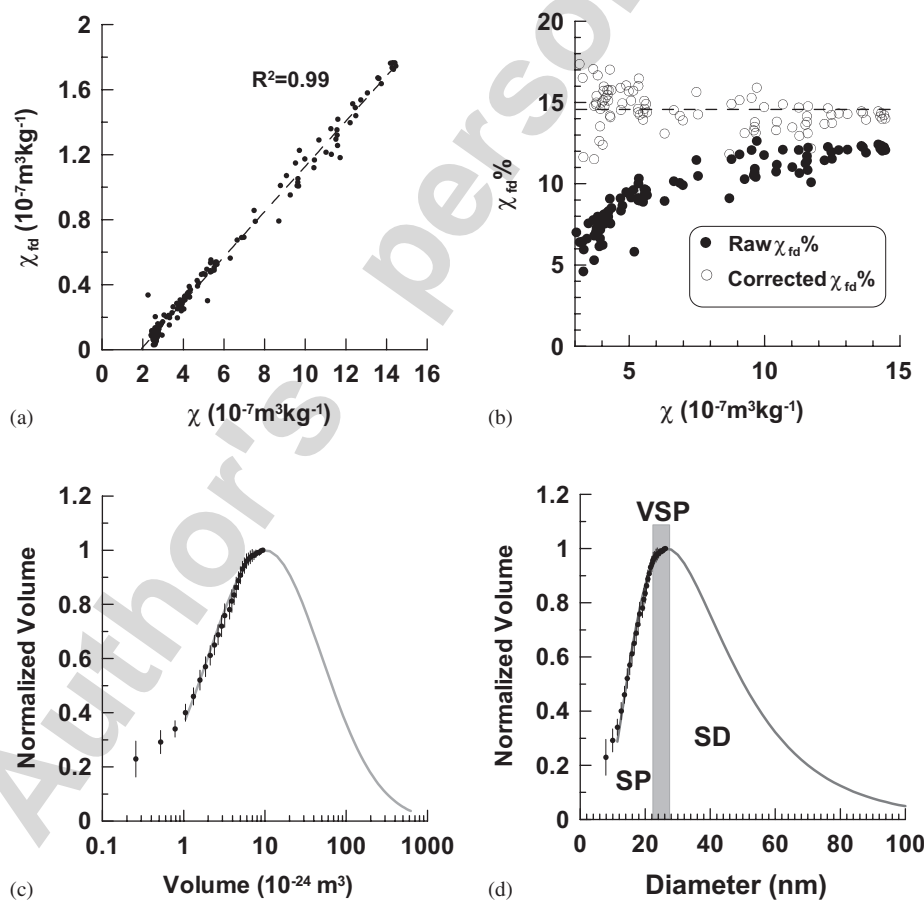 2
1.6
1.2
0.8
0.4
0
0 2 4 6 8 10 12 14 16
χfd (10-7m3kg-1)
χ (10-7m3kg-1)
R2=0.99
(a)
20
15
10
5
0
5 10 15
χfd%
χ (10-7m3kg-1)
Raw χfd%
Corrected χfd%
(b)
1.2
1
0.8
0.6
0.4
0.2
0
0.1 1 10 100 1000
Normalized Volume
Volume (10-24 m3)
(c)
1.2
1
0.8
0.6
0.4
0.2
0
0 20 40 60 80 100
Normalized Volume
Diameter (nm)
VSP
SP
SD
(d)
Author's person